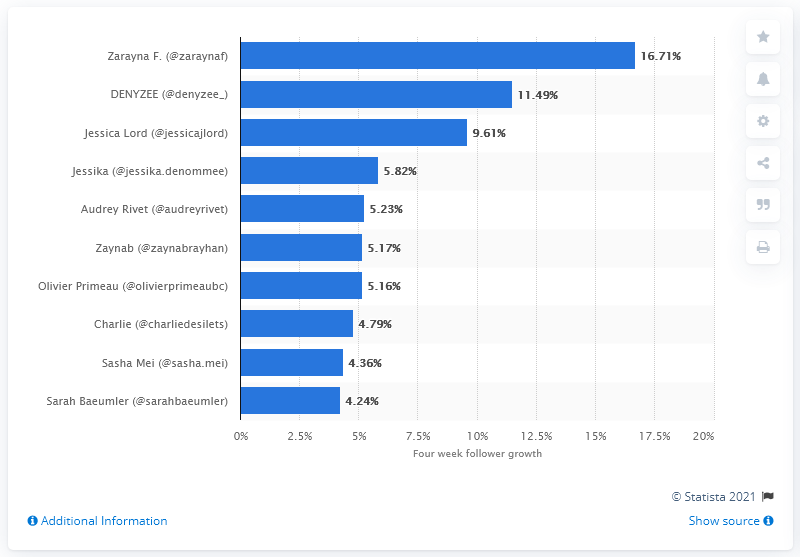 Zarayna F. (@zaraynaf) 16.71%
DENYZEE (@denyzee_) 11.49%
Jessica Lord (@jessicajlord) 9.61%
Jessika (@jessika.denommee) 5.82%
Audrey Rivet (@audreyrivet) 5.23%
Zaynab (@zaynabrayhan) 5.17%
Olivier Primeau (@olivierprimeaubc) 5.16%
Charlie (@charliedesilets) 4.79%
Sasha Mei (@sasha.mei) 4.36%
Sarah Baeumler (@sarahbaeumler) 4.24%
0% 2.5% 5% 7.5% 10% 12.5% 15% 17.5% 20%
Four week follower growth
© Statista 2021
Additional Information Show source